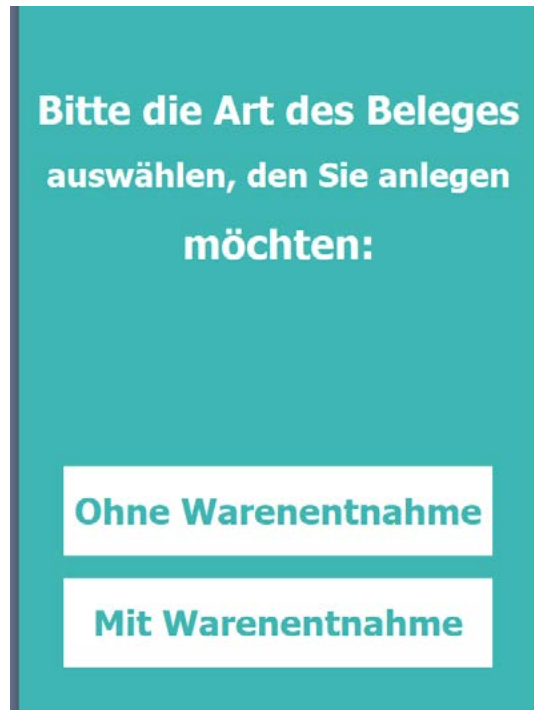 Bitte die Art des Beleges
auswählen, den Sie anlegen
möchten:
Ohne Warenentnahme
Mit Warenentnahme